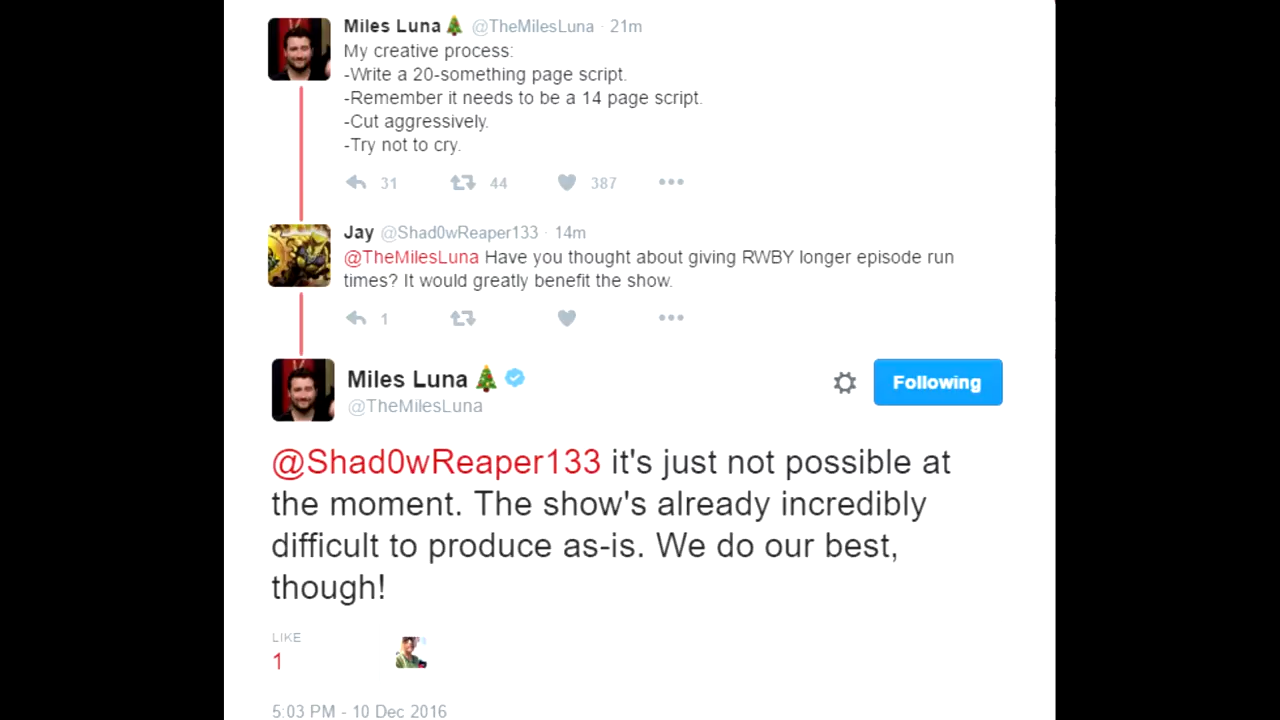 Miles Luna🎄 @TheMilesLuna · 21m
My creative process:
-Write a 20-something page script.
-Remember it needs to be a 14 page script.
-Cut aggressively.
-Try not to cry.
31 44 387
Jay @Shad0wReaper133 · 14m
@TheMilesLuna Have you thought about giving RWBY longer episode run
times? It would greatly benefit the show.
1
Miles Luna🎄
Following
@TheMilesLuna
@Shad0wReaper133 it's just not possible at
the moment. The show's already incredibly
difficult to produce as-is. We do our best,
though!
LIKE
1
5:03 PM - 10 Dec 2016